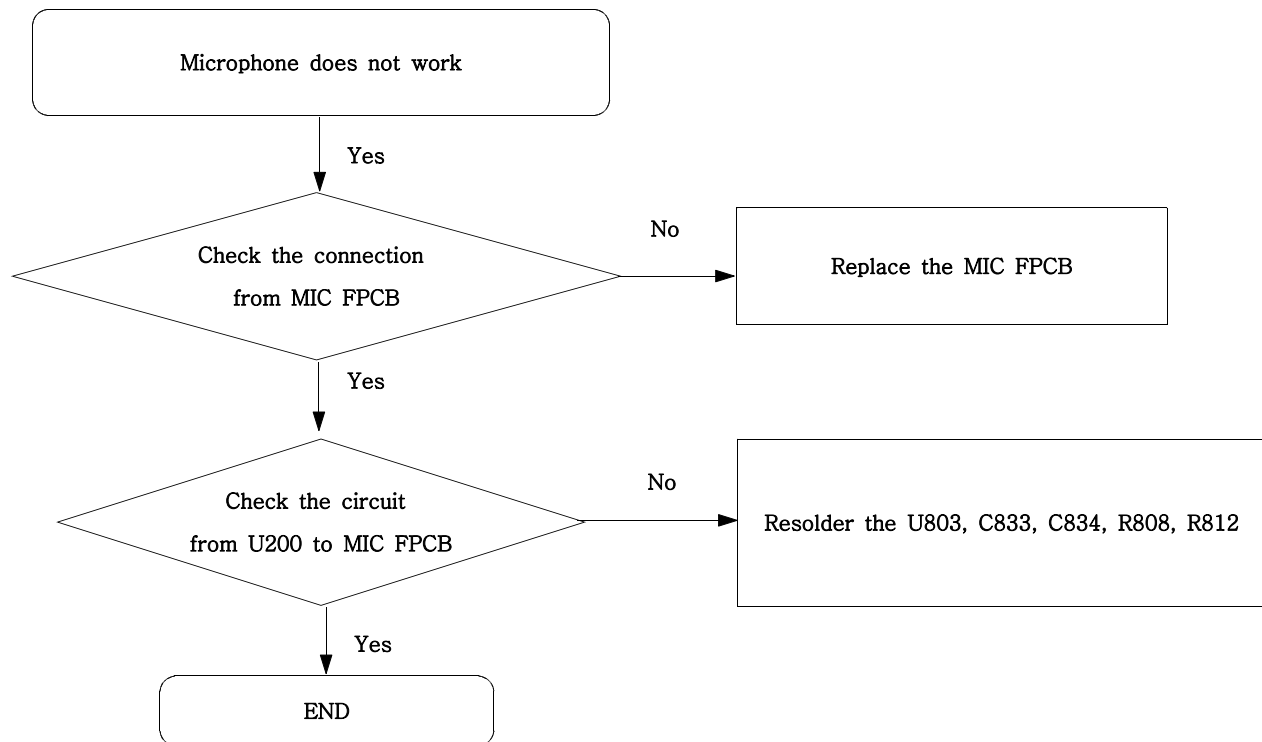 Microphone does not work
Yes
Check the connection
from MIC FPCB
No
Replace the MIC FPCB
Yes
Check the circuit
from U200 to MIC FPCB
No
Resolder the U803, C833, C834, R808, R812
Yes
END